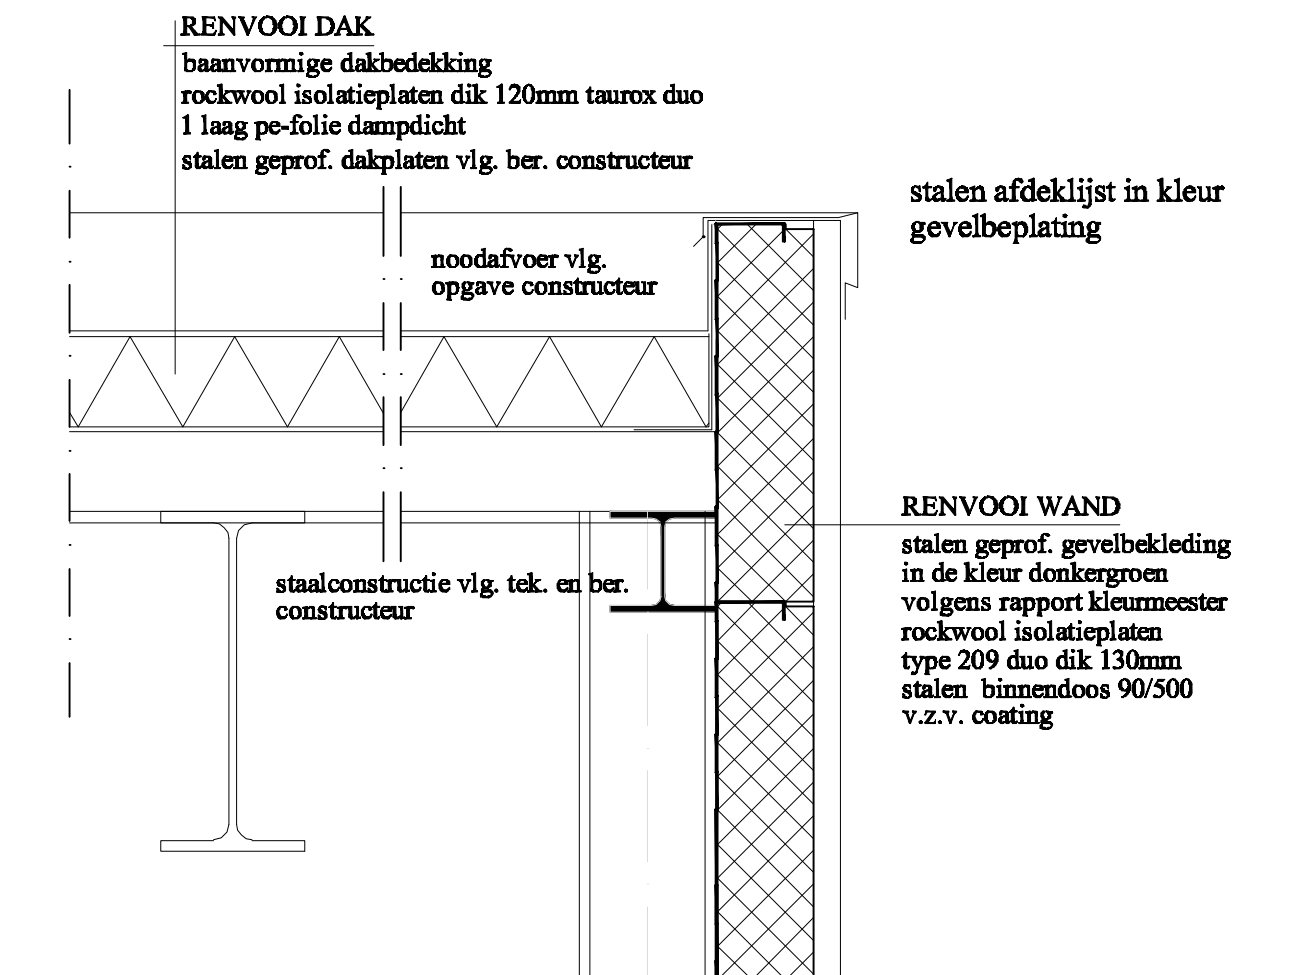 RENVOOI DAK
baanvormige dakbedekking
rockwool isolatieplaten dik 120mm taurox duo
1 laag pe-folie dampdicht
stalen geprof. dakplaten vlg. ber. constructeur
stalen afdeklijst in kleur
gevelbeplating
noodafvoer vlg.
opgave constructeur
RENVOOI WAND
stalen geprof. gevelbekleding
in de kleur donkergroen
volgens rapport kleurmeester
rockwool isolatieplaten
type 209 duo dik 130mm
stalen binnendoos 90/500
v.z.v. coating
staalconstructie vlg. tek. en ber.
constructeur